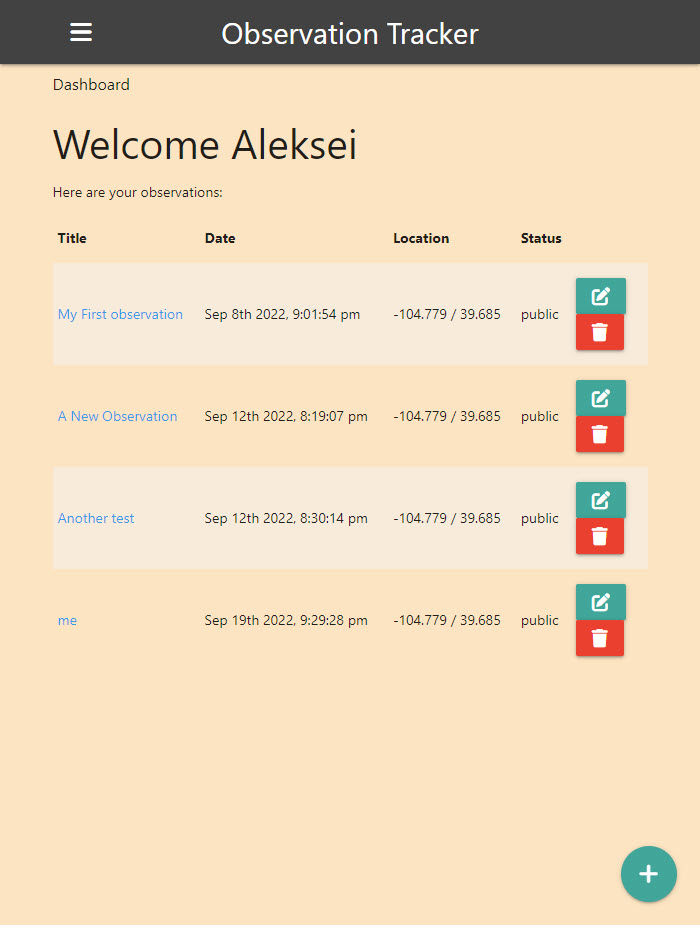 Observation Tracker
Dashboard
Welcome Aleksei
Here are your observations:
Title Date Location Status
My First observation Sep 8th 2022, 9:01:54 pm -104.779 / 39.685 public
A New Observation Sep 12th 2022, 8:19:07 pm -104.779 / 39.685 public
Another test Sep 12th 2022, 8:30:14 pm -104.779 / 39.685 public
me Sep 19th 2022, 9:29:28 pm -104.779 / 39.685 public